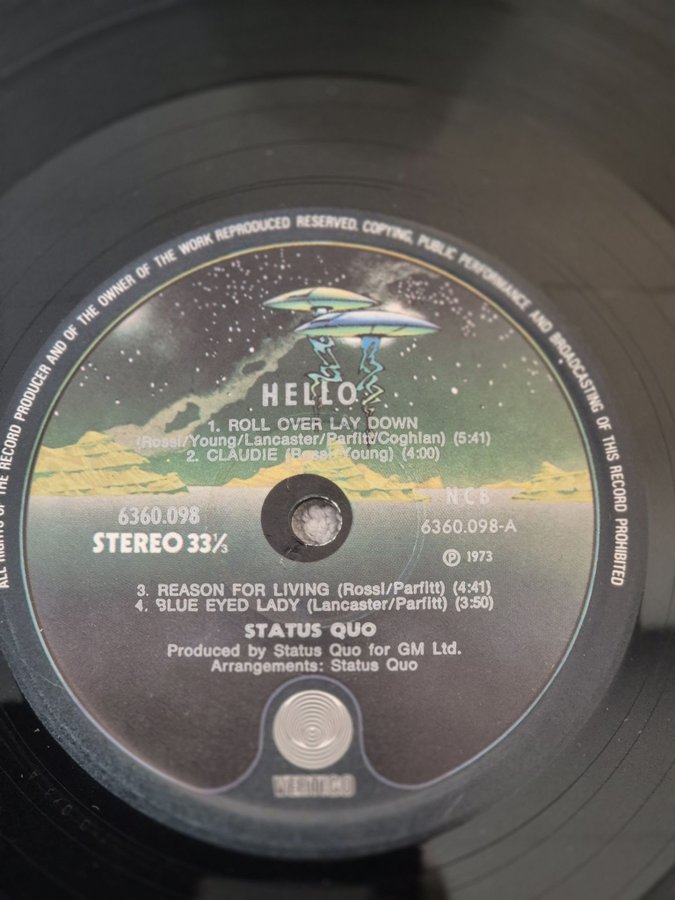 ALL RIGHTS OF THE RECORD PRODUCER AND OF THE OWNER OF THE WORK REPRODUCED RESERVED. COPYING, PUBLIC PERFORMANCE AND BROADCASTING OF THIS RECORD PROHIBITED
HELLO
1. ROLL OVER LAY DOWN
(Rossi/Young/Lancaster/Parfitt/Coghlan) (5:41)
2. CLAUDIE (Rossi/Young) (4:00)
NCB
6360.098
6360.098-A
STEREO 33⅓
Ⓟ 1973
3. REASON FOR LIVING (Rossi/Parfitt) (4:41)
4. BLUE EYED LADY (Lancaster/Parfitt) (3:50)
STATUS QUO
Produced by Status Quo for GM Ltd.
Arrangements: Status Quo
VERTIGO